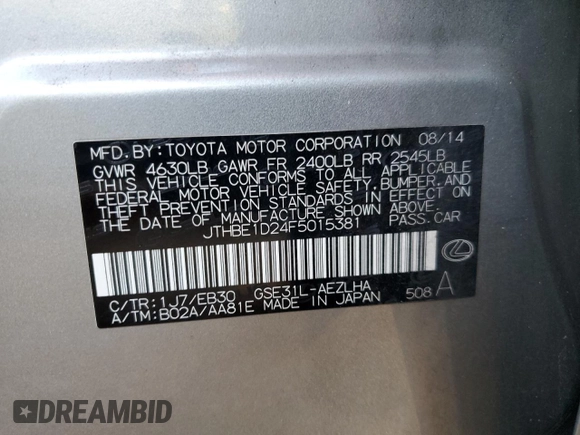 MFD. BY: TOYOTA MOTOR CORPORATION 08/14
GVWR 4630LB GAWR FR 2400LB RR 2545LB
THIS VEHICLE CONFORMS TO ALL APPLICABLE
FEDERAL MOTOR VEHICLE SAFETY, BUMPER, AND
THEFT PREVENTION STANDARDS IN EFFECT ON
THE DATE OF MANUFACTURE SHOWN ABOVE.
JTHBE1D24F5015381 PASS. CAR
C/TR: 1J7/EB30 GSE31L-AEZLHA
A/TM: B02A/AA81E MADE IN JAPAN 508 A
DREAMBID